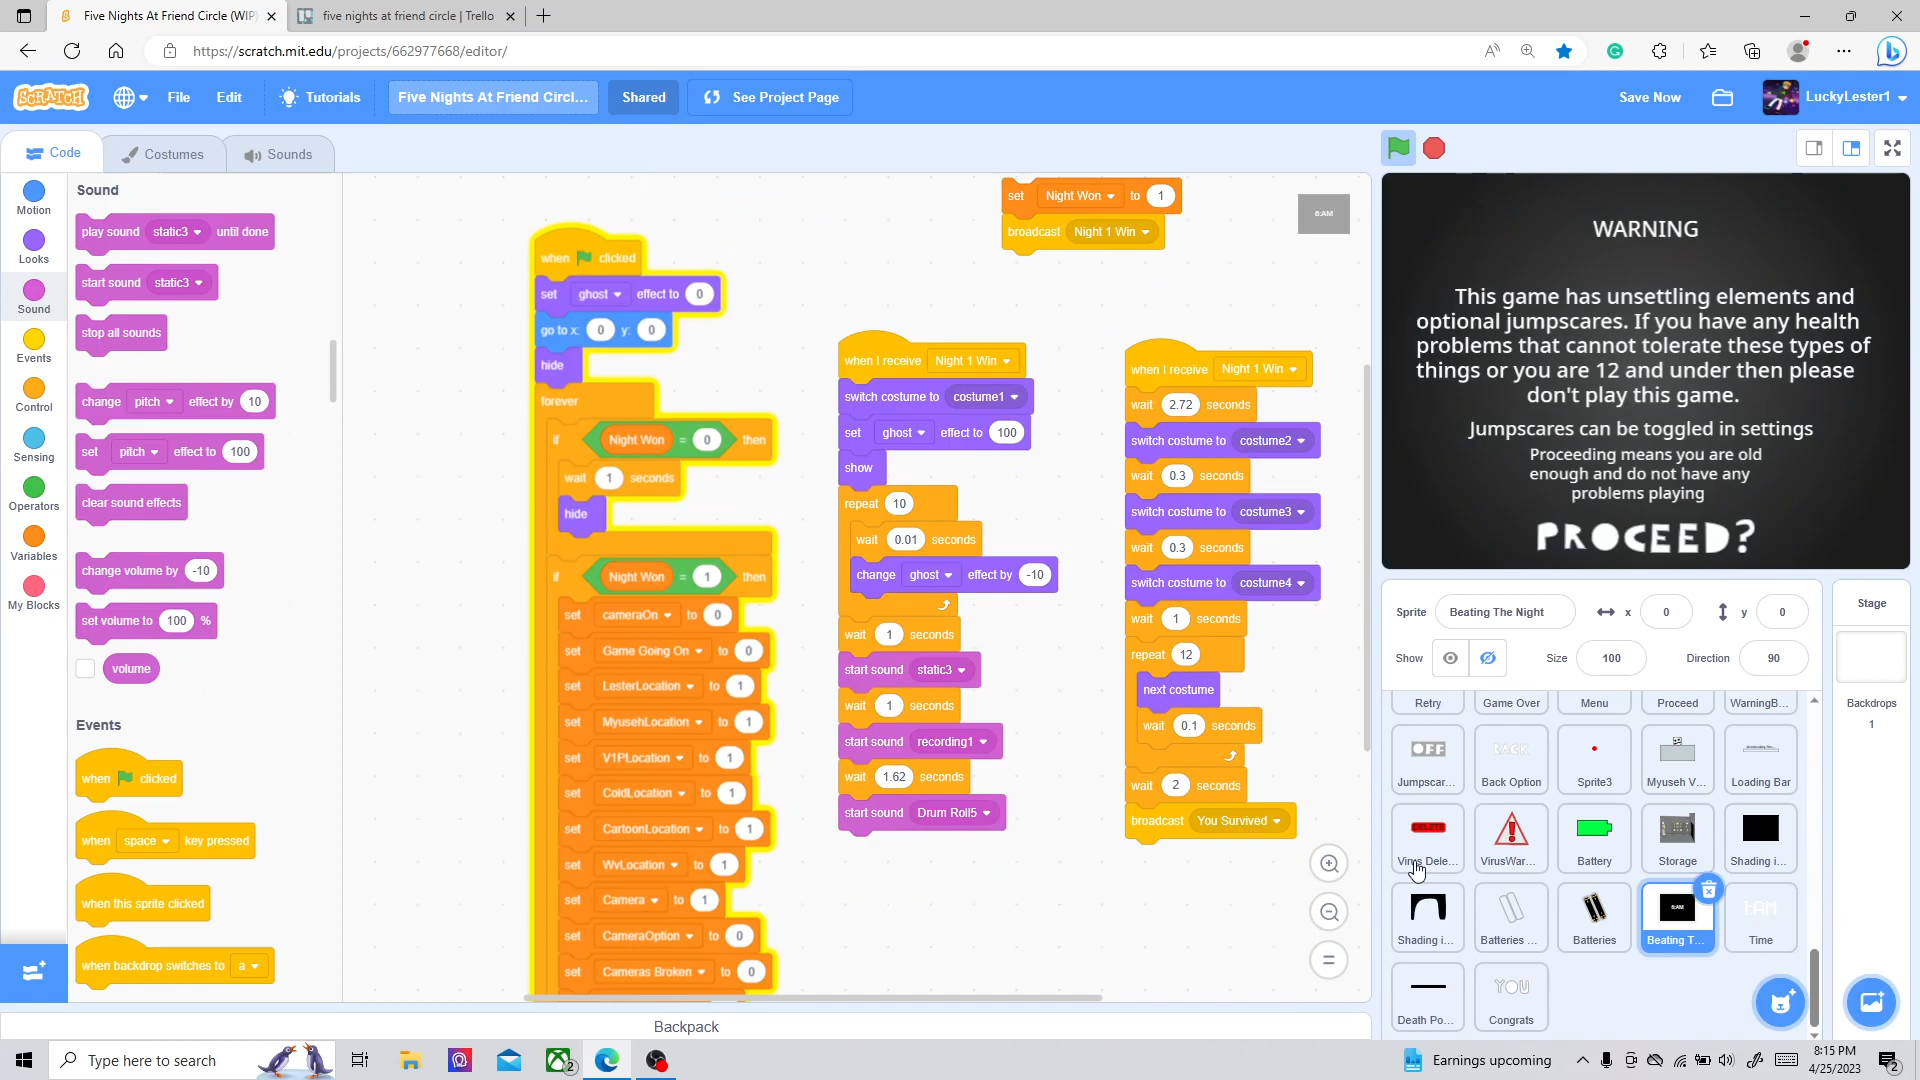 Five Nights At Friend Circle (WIP
five nights at friend circle | Trello
https://scratch.mit.edu/projects/662977668/editor/
SCRATCH
File
Edit
Tutorials
Five Nights At Friend Circl...
Shared
See Project Page
Save Now
LuckyLester1
Code
Costumes
Sounds
Motion
Looks
Sound
Events
Control
Sensing
Operators
Variables
My Blocks
Sound
play sound static3 until done
start sound static3
stop all sounds
change pitch effect by 10
set pitch effect to 100
clear sound effects
change volume by -10
set volume to 100 %
volume
Events
when clicked
when space key pressed
when this sprite clicked
when backdrop switches to a
when clicked
set ghost effect to 0
go to x: 0 y: 0
hide
forever
if Night Won = 0 then
wait 1 seconds
hide
if Night Won = 1 then
set cameraOn to 0
set Game Going On to 0
set LesterLocation to 1
set MyusehLocation to 1
set V1PLocation to 1
set ColdLocation to 1
set CartoonLocation to 1
set WvLocation to 1
set Camera to 1
set CameraOption to 0
set Cameras Broken to 0
set Night Won to 1
broadcast Night 1 Win
when I receive Night 1 Win
switch costume to costume1
set ghost effect to 100
show
repeat 10
wait 0.01 seconds
change ghost effect by -10
wait 1 seconds
start sound static3
wait 1 seconds
start sound recording1
wait 1.62 seconds
start sound Drum Roll5
when I receive Night 1 Win
wait 2.72 seconds
switch costume to costume2
wait 0.3 seconds
switch costume to costume3
wait 0.3 seconds
switch costume to costume4
wait 1 seconds
repeat 12
next costume
wait 0.1 seconds
wait 2 seconds
broadcast You Survived
6:AM
Backpack
WARNING
This game has unsettling elements and
optional jumpscares. If you have any health
problems that cannot tolerate these types of
things or you are 12 and under then please
don't play this game.
Jumpscares can be toggled in settings
Proceeding means you are old
enough and do not have any
problems playing
PROCEED?
Sprite Beating The Night x 0 y 0
Show Size 100 Direction 90
Retry
Game Over
Menu
Proceed
WarningB...
OFF
Jumpscar...
BACK
Back Option
Sprite3
Myuseh V...
Loading Bar
DELETE
Virus Dele...
VirusWar...
Battery
Storage
Shading i...
Shading i...
Batteries ...
Batteries
6:AM
Beating T...
1:AM
Time
Death Po...
YOU
Congrats
Stage
Backdrops
1
Type here to search
2
Earnings upcoming
8:15 PM
4/25/2023
2